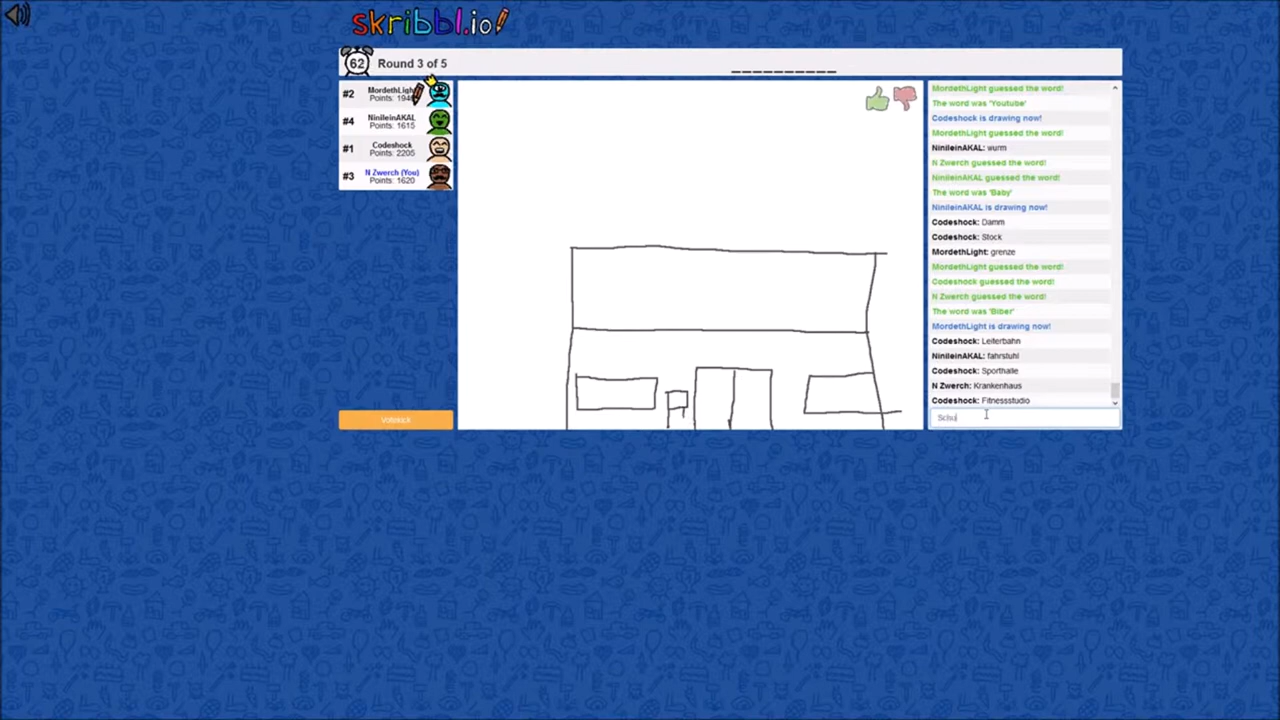 skribbl.io!
62
Round 3 of 5
__________
#2
MordethLigh
Points: 194
#4
NinileinAKAL
Points: 1615
#1
Codeshock
Points: 2205
#3
N Zwerch (You)
Points: 1620
Votekick
MordethLight guessed the word!
The word was 'Youtube'
Codeshock is drawing now!
MordethLight guessed the word!
NinileinAKAL: wurm
N Zwerch guessed the word!
NinileinAKAL guessed the word!
The word was 'Baby'
NinileinAKAL is drawing now!
Codeshock: Damm
Codeshock: Stock
MordethLight: grenze
MordethLight guessed the word!
Codeshock guessed the word!
N Zwerch guessed the word!
The word was 'Biber'
MordethLight is drawing now!
Codeshock: Leiterbahn
NinileinAKAL: fahrstuhl
Codeshock: Sporthalle
N Zwerch: Krankenhaus
Codeshock: Fitnessstudio
Schu